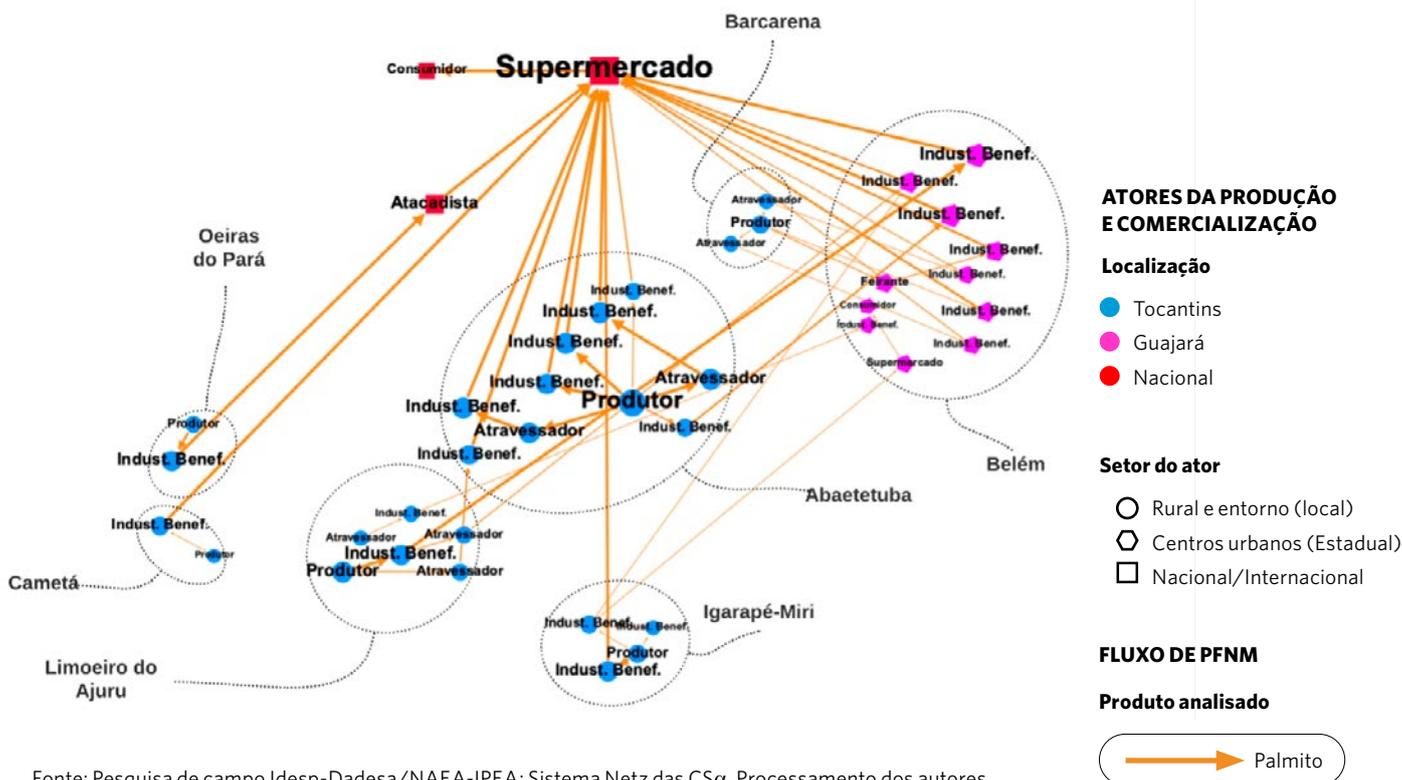 Barcarena
Consumidor
Supermercado
Indust. Benef.
Indust. Benef.
Atacadista
Atravessador
Indust. Benef.
Produtor
Oeiras
do Pará
Atravessador
Indust. Benef.
Indust. Benef.
Feirante
Indust. Benef.
Consumidor
Indust. Benef.
Indust. Benef.
Indust. Benef.
Indust. Benef.
Indust. Benef.
Indust. Benef.
Supermercado
Indust. Benef.
Atravessador
Produtor
Indust. Benef.
Produtor
Atravessador
Indust. Benef.
Indust. Benef.
Indust. Benef.
Belém
Abaetetuba
Indust. Benef.
Indust. Benef.
Atravessador
Atravessador
Indust. Benef.
Produtor
Produtor
Atravessador
Cametá
Igarapé-Miri
Indust. Benef.
Indust. Benef.
Produtor
Indust. Benef.
Limoeiro do
Ajuru
ATORES DA PRODUÇÃO
E COMERCIALIZAÇÃO
Localização
Tocantins
Guajará
Nacional
Setor do ator
Rural e entorno (local)
Centros urbanos (Estadual)
Nacional/Internacional
FLUXO DE PFNM
Produto analisado
Palmito
Fonte: Pesquisa de campo Idesp-Dadesa/NAEA-IPEA; Sistema Netz das CSα. Processamento dos autores